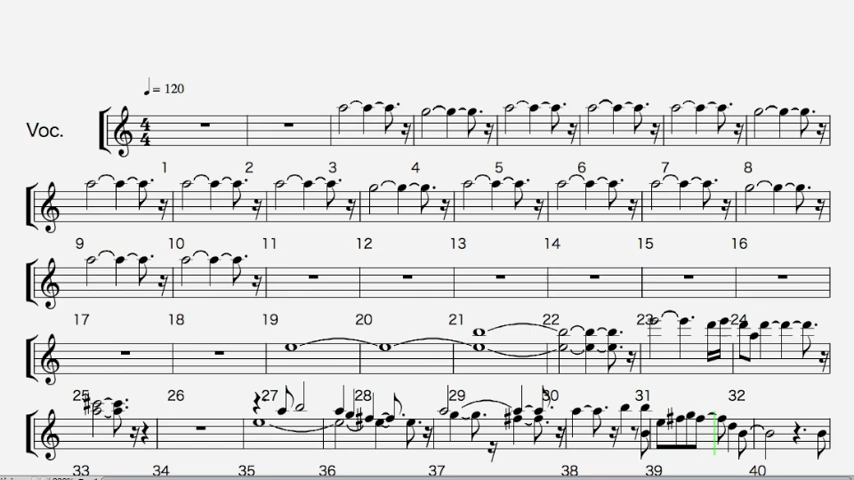 = 120
Voc.
4
4
1 2 3 4 5 6 7 8
9 10 11 12 13 14 15 16
17 18 19 20 21 22 23 24
25 26 27 28 29 30 31 32
33 34 35 36 37 38 39 40